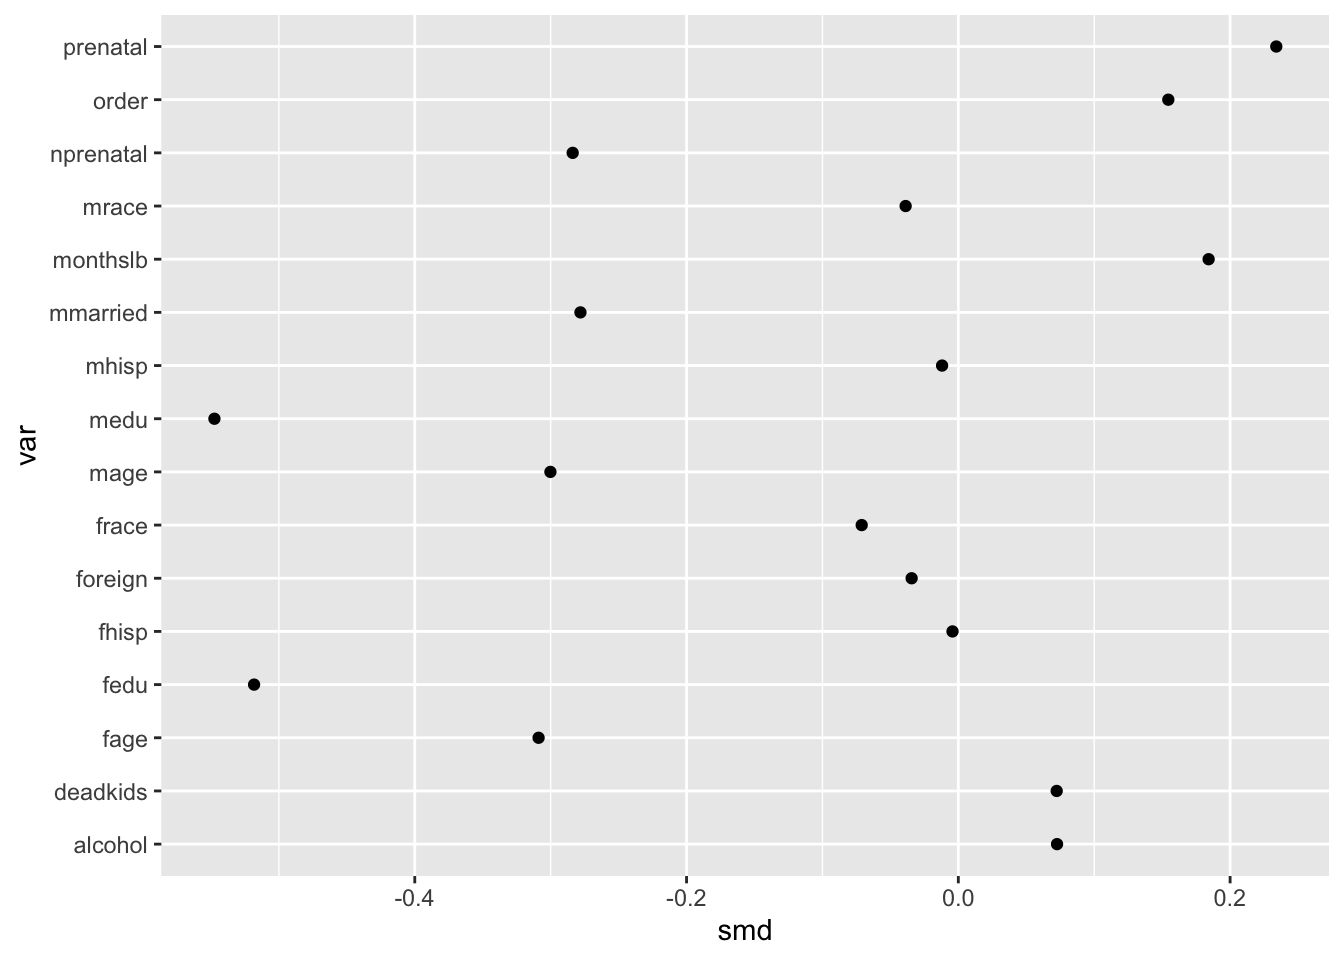 prenatal
order
nprenatal
mrace
monthslb
mmarried
mhisp
medu
mage
frace
foreign
fhisp
fedu
fage
deadkids
alcohol
var
-0.4 -0.2 0.0 0.2
smd